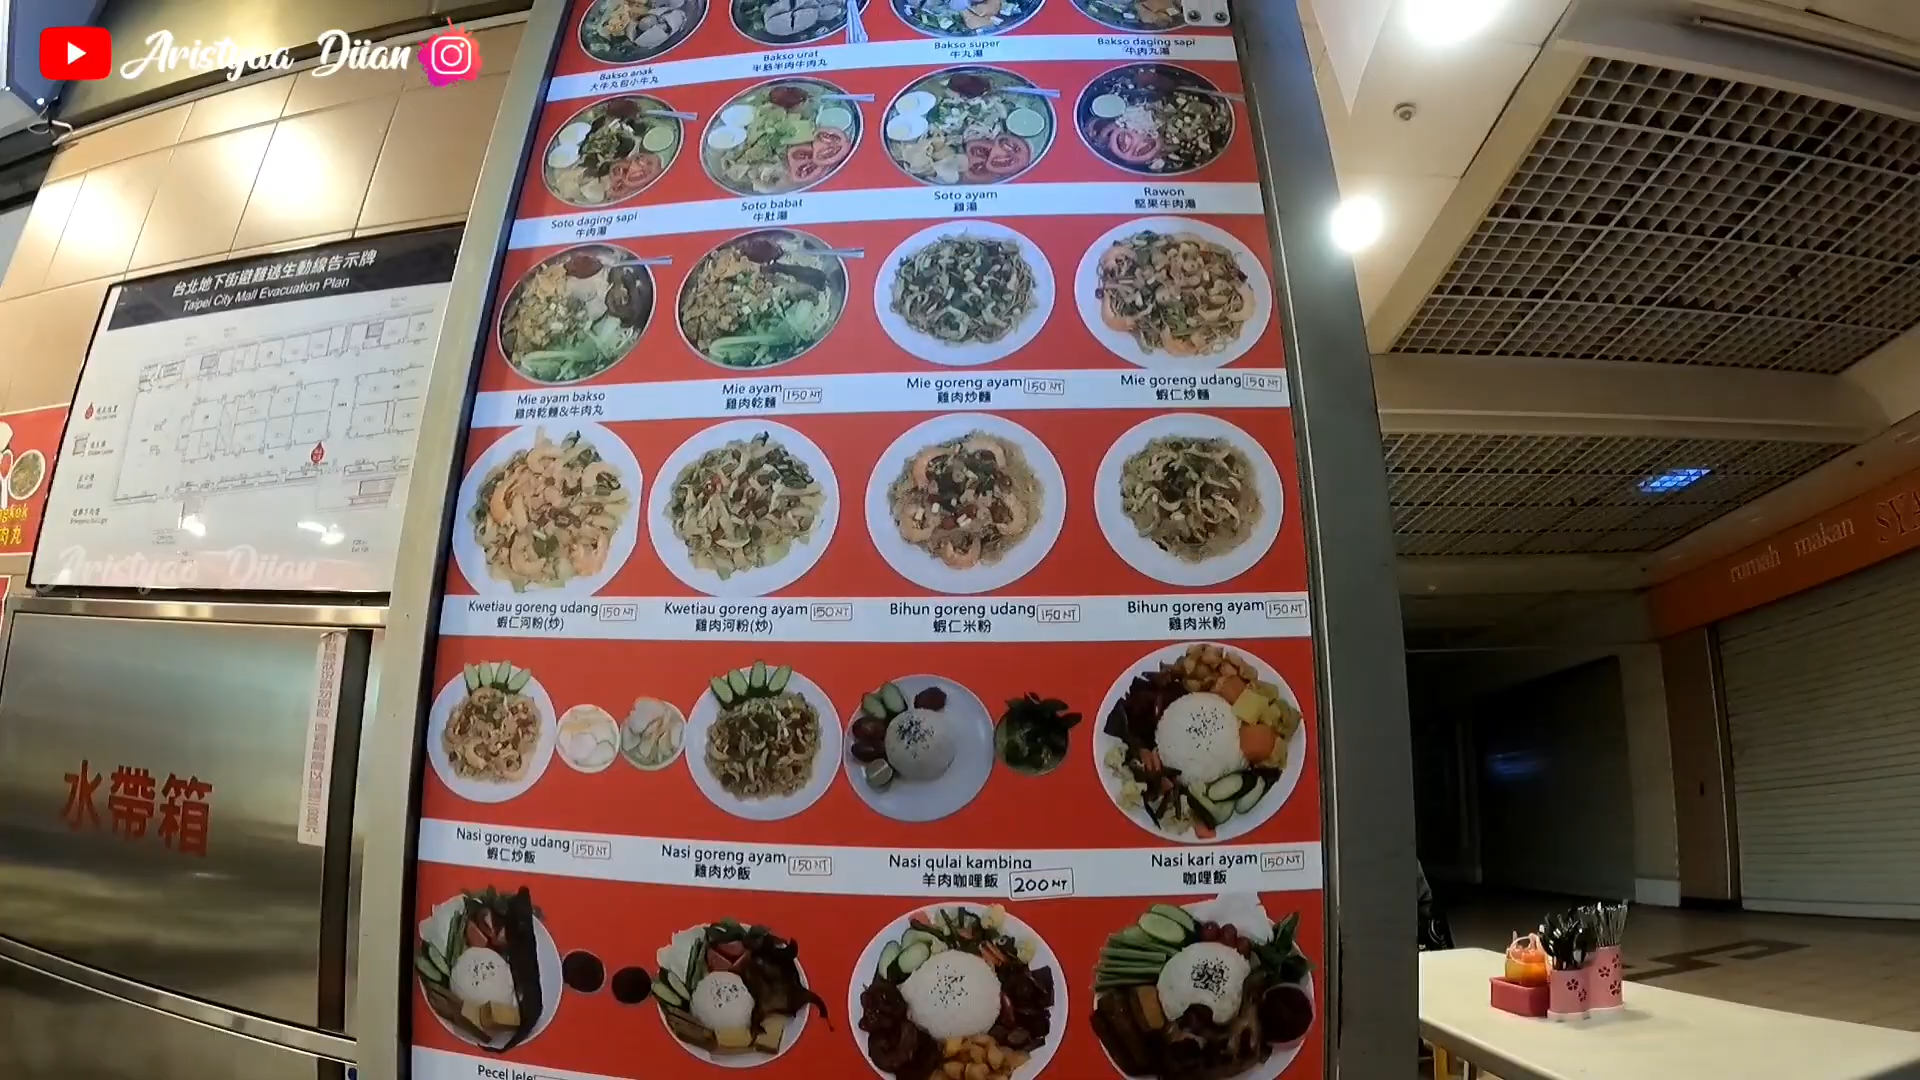 Aristyaa Diian
Bakso anak
大牛丸包小牛丸
Bakso urat
半筋半肉牛肉丸
Bakso super
牛丸湯
Bakso daging sapi
牛肉丸湯
Soto daging sapi
牛肉湯
Soto babat
牛肚湯
Soto ayam
雞湯
Rawon
堅果牛肉湯
台北地下街避難逃生動線告示牌
Taipei City Mall Evacuation Plan
Mie ayam bakso
雞肉乾麵&牛肉丸
Mie ayam 150 NT
雞肉乾麵
Mie goreng ayam 150 NT
雞肉炒麵
Mie goreng udang 150 NT
蝦仁炒麵
Kwetiau goreng udang 150 NT
蝦仁河粉(炒)
Kwetiau goreng ayam 150 NT
雞肉河粉(炒)
Bihun goreng udang 150 NT
蝦仁米粉
Bihun goreng ayam 150 NT
雞肉米粉
rumah makan
Aristyaa Diian
水帶箱
Nasi goreng udang 150 NT
蝦仁炒飯
Nasi goreng ayam 150 NT
雞肉炒飯
Nasi gulai kambing
羊肉咖哩飯 200 NT
Nasi kari ayam 150 NT
咖哩飯
Pecel lele